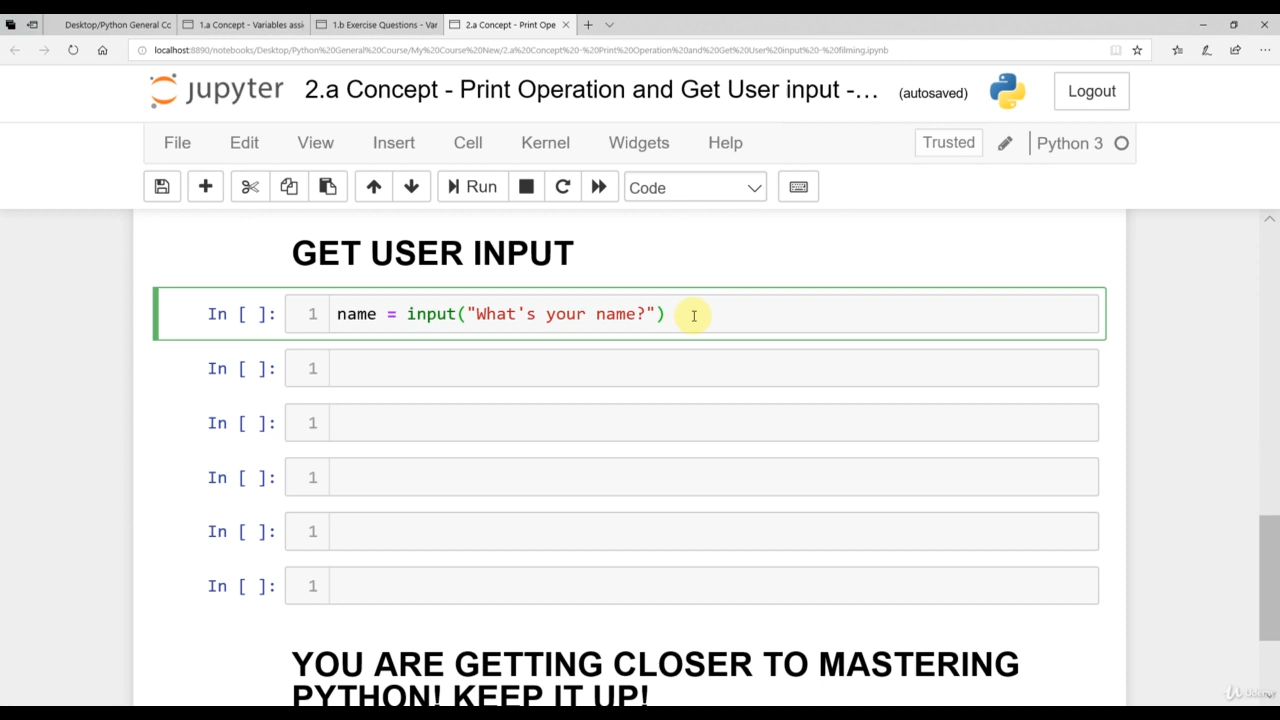 Desktop/Python General Cc
1.a Concept - Variables assi
1.b Exercise Questions - Var
2.a Concept - Print Ope
localhost:8890/notebooks/Desktop/Python%20General%20Course/My%20Course%20New/2.a%20Concept%20-%20Print%20Operation%20and%20Get%20User%20input%20-%20filming.ipynb
jupyter 2.a Concept - Print Operation and Get User input -... (autosaved) Logout
File Edit View Insert Cell Kernel Widgets Help Trusted Python 3
Run Code
GET USER INPUT
In [ ]: 1 name = input("What's your name?")
In [ ]: 1
In [ ]: 1
In [ ]: 1
In [ ]: 1
In [ ]: 1
YOU ARE GETTING CLOSER TO MASTERING
PYTHON! KEEP IT UP!
Udemy